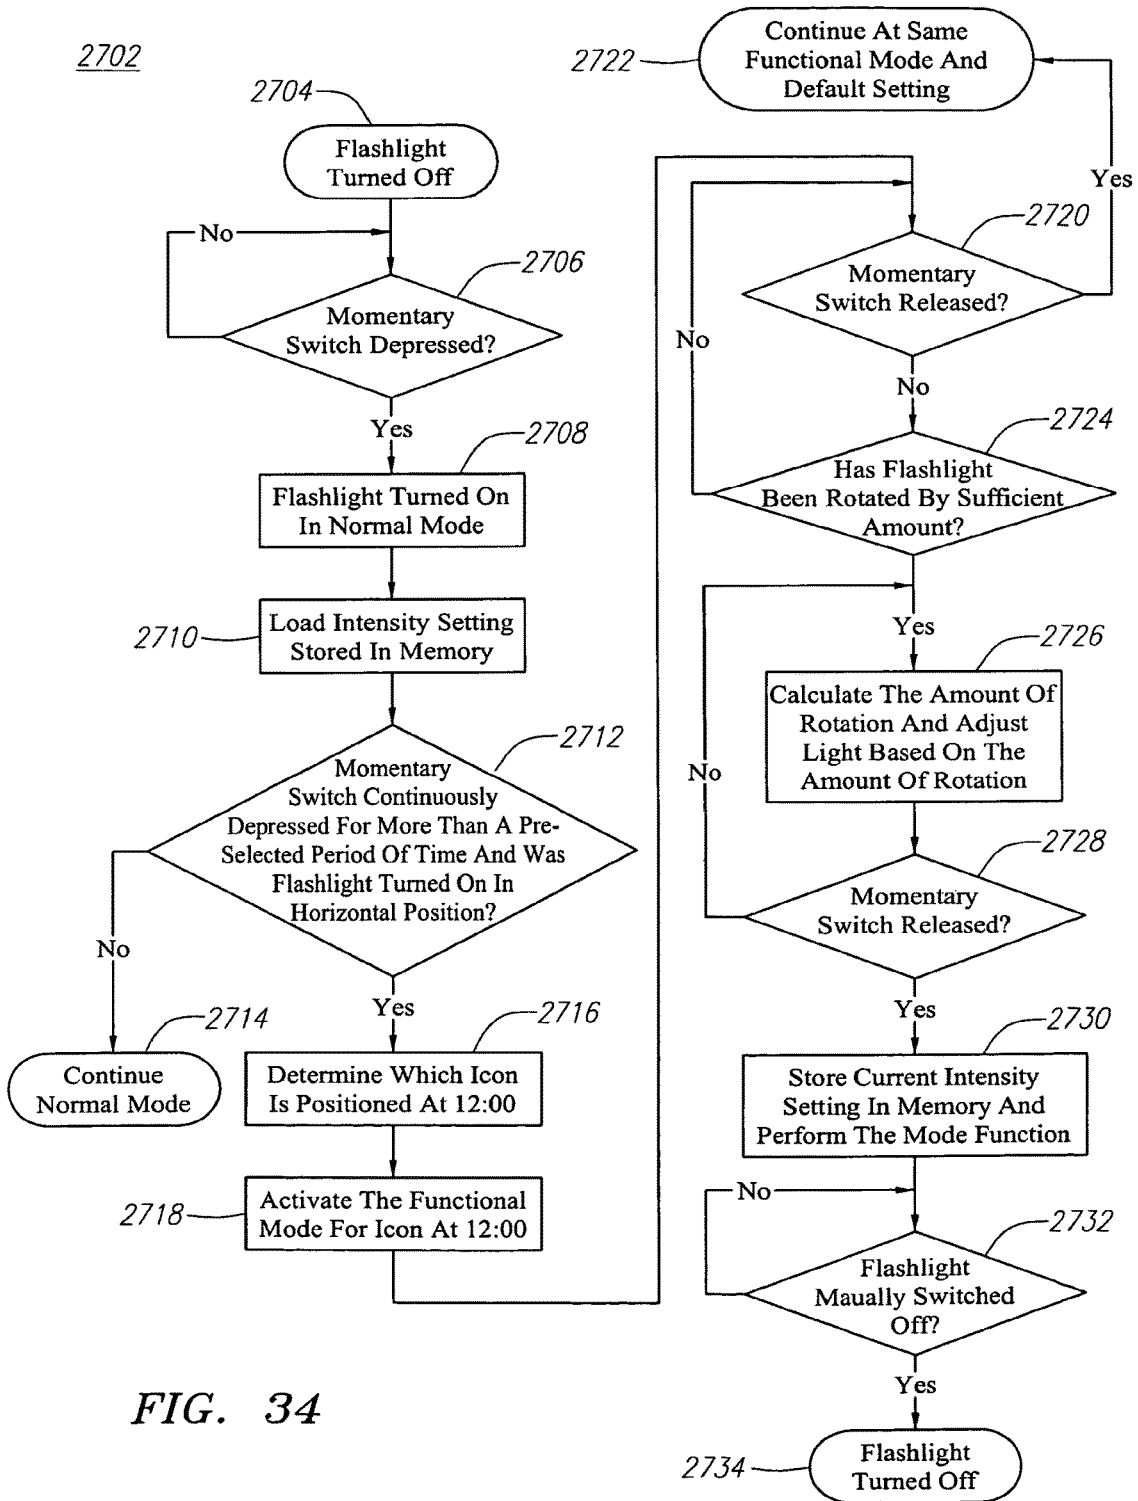 2702
2704
Flashlight
Turned Off
No
2706
Momentary
Switch Depressed?
Yes
2708
Flashlight Turned On
In Normal Mode
2710
Load Intensity Setting
Stored In Memory
2712
Momentary
Switch Continuously
Depressed For More Than A Pre-
Selected Period Of Time And Was
Flashlight Turned On In
Horizontal Position?
No
2714
Continue
Normal Mode
Yes
2716
Determine Which Icon
Is Positioned At 12:00
2718
Activate The Functional
Mode For Icon At 12:00
2722
Continue At Same
Functional Mode And
Default Setting
Yes
2720
Momentary
Switch Released?
No
No
2724
Has Flashlight
Been Rotated By Sufficient
Amount?
Yes
2726
Calculate The Amount Of
Rotation And Adjust
Light Based On The
Amount Of Rotation
No
2728
Momentary
Switch Released?
Yes
2730
Store Current Intensity
Setting In Memory And
Perform The Mode Function
No
2732
Flashlight
Maually Switched
Off?
Yes
2734
Flashlight
Turned Off
FIG. 34